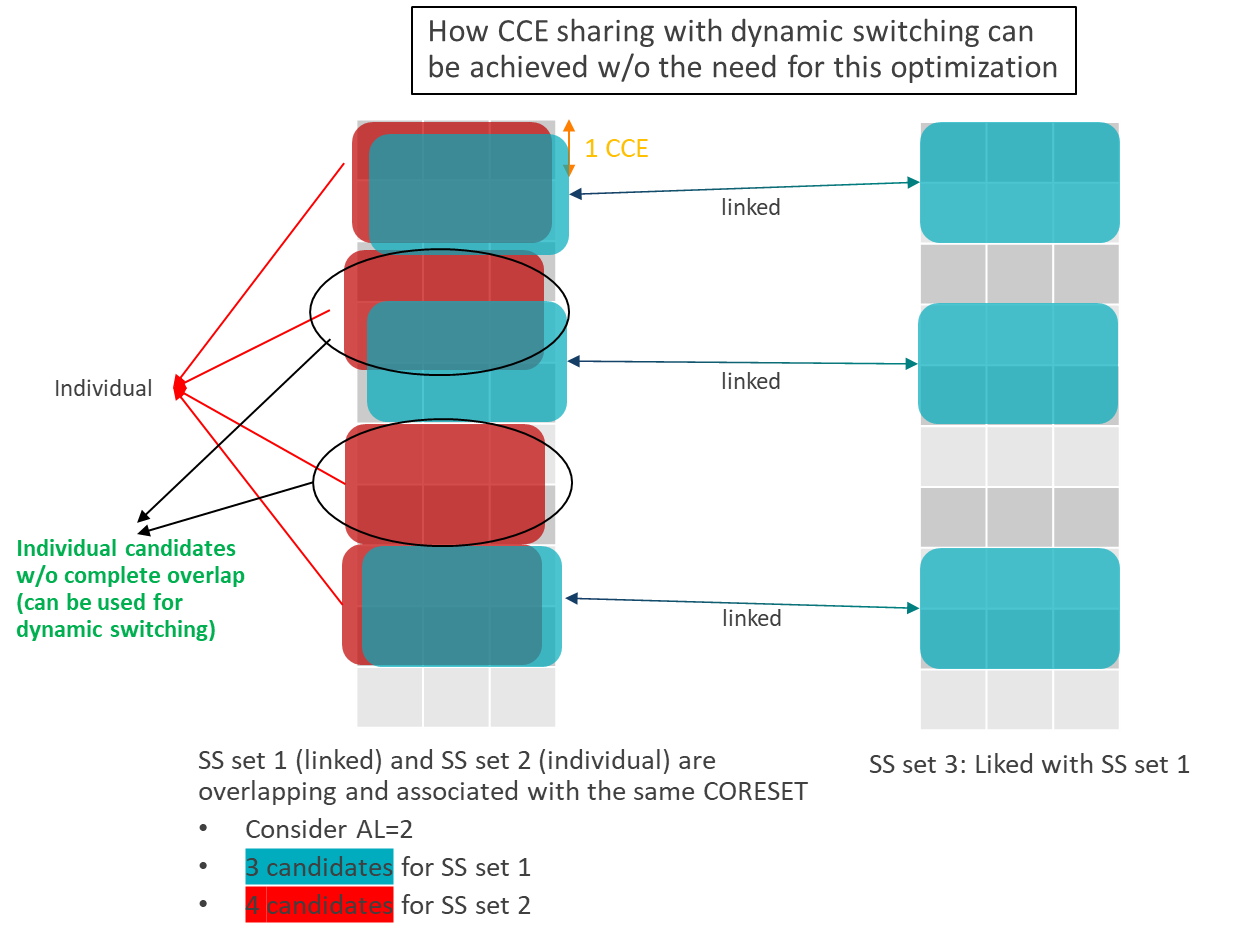 How CCE sharing with dynamic switching can
be achieved w/o the need for this optimization
1 CCE
linked
linked
Individual
Individual candidates
w/o complete overlap
(can be used for
dynamic switching)
linked
SS set 1 (linked) and SS set 2 (individual) are
overlapping and associated with the same CORESET
• Consider AL=2
• 3 candidates for SS set 1
• 4 candidates for SS set 2
SS set 3: Liked with SS set 1